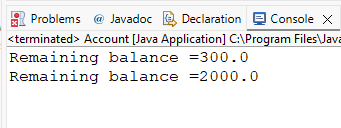 Problems @ Javadoc Declaration Console
<terminated> Account [Java Application] C:\Program Files\Java
Remaining balance =300.0
Remaining balance =2000.0